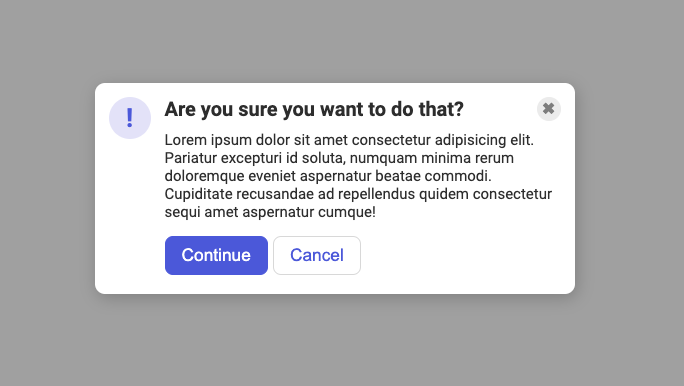 !
Are you sure you want to do that?
✖
Lorem ipsum dolor sit amet consectetur adipisicing elit.
Pariatur excepturi id soluta, numquam minima rerum
doloremque eveniet aspernatur beatae commodi.
Cupiditate recusandae ad repellendus quidem consectetur
sequi amet aspernatur cumque!
Continue Cancel